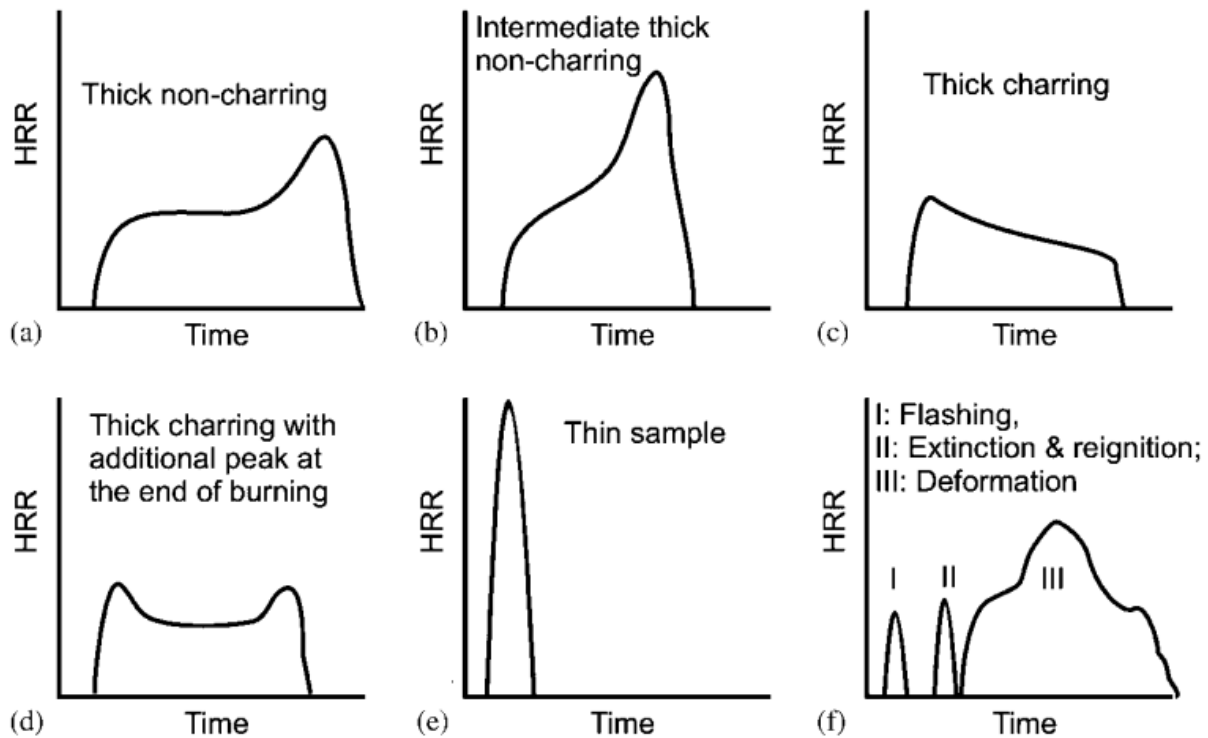 Thick non-charring
HRR
Time
(a)
Intermediate thick
non-charring
HRR
Time
(b)
Thick charring
HRR
Time
(c)
Thick charring with
additional peak at
the end of burning
HRR
Time
(d)
Thin sample
HRR
Time
(e)
I: Flashing,
II: Extinction & reignition;
III: Deformation
HRR
I
II
III
Time
(f)